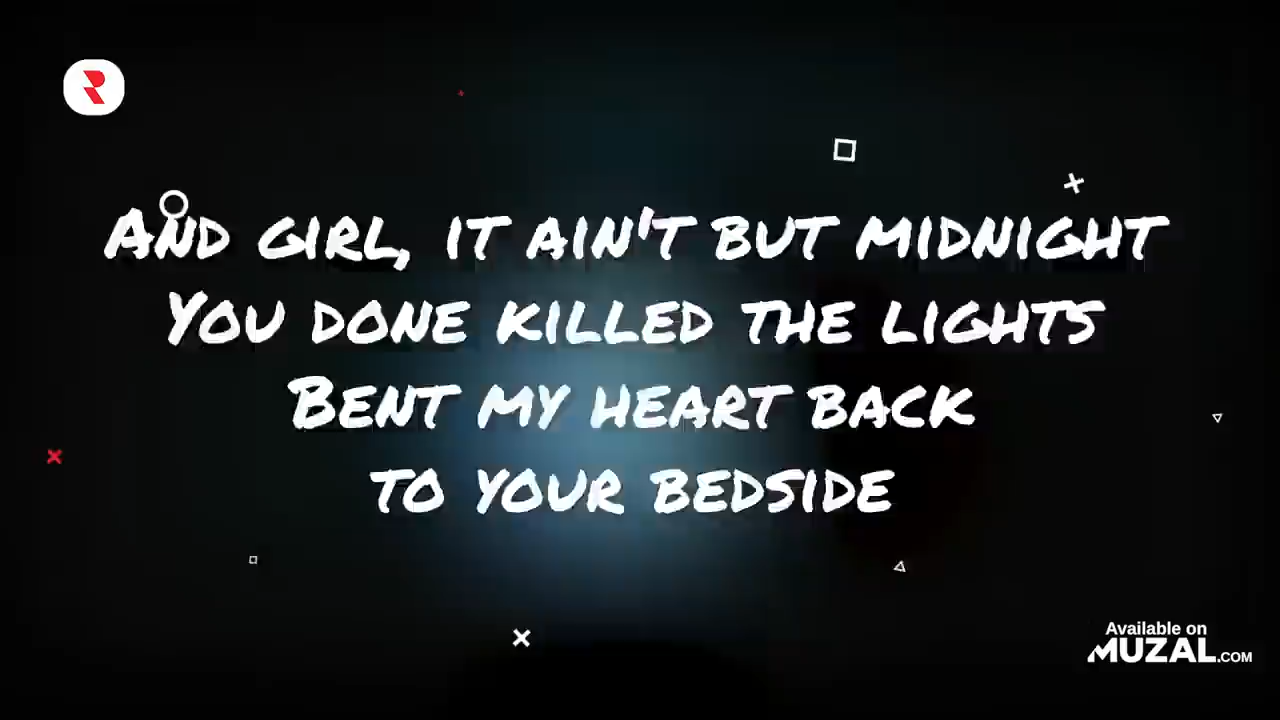 And girl, it ain't but midnight
You done killed the lights
Bent my heart back
to your bedside
Available on
MUZAL.COM